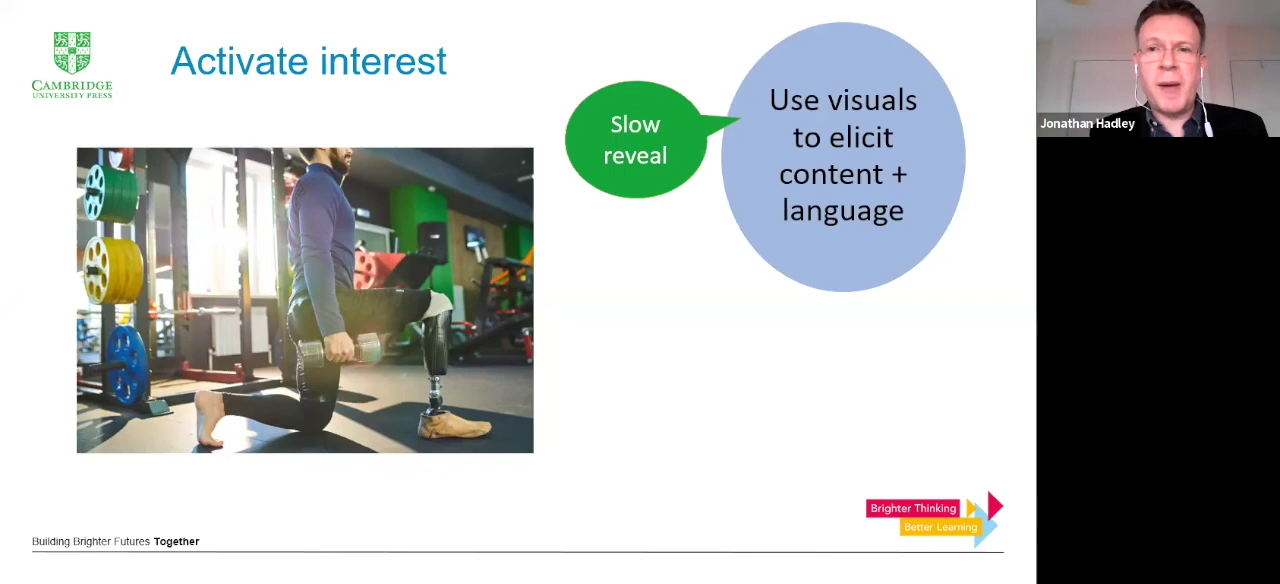 CAMBRIDGE
UNIVERSITY PRESS
Activate interest
Slow
reveal
Use visuals
to elicit
content +
language
Jonathan Hadley
Brighter Thinking
Better Learning
Building Brighter Futures Together